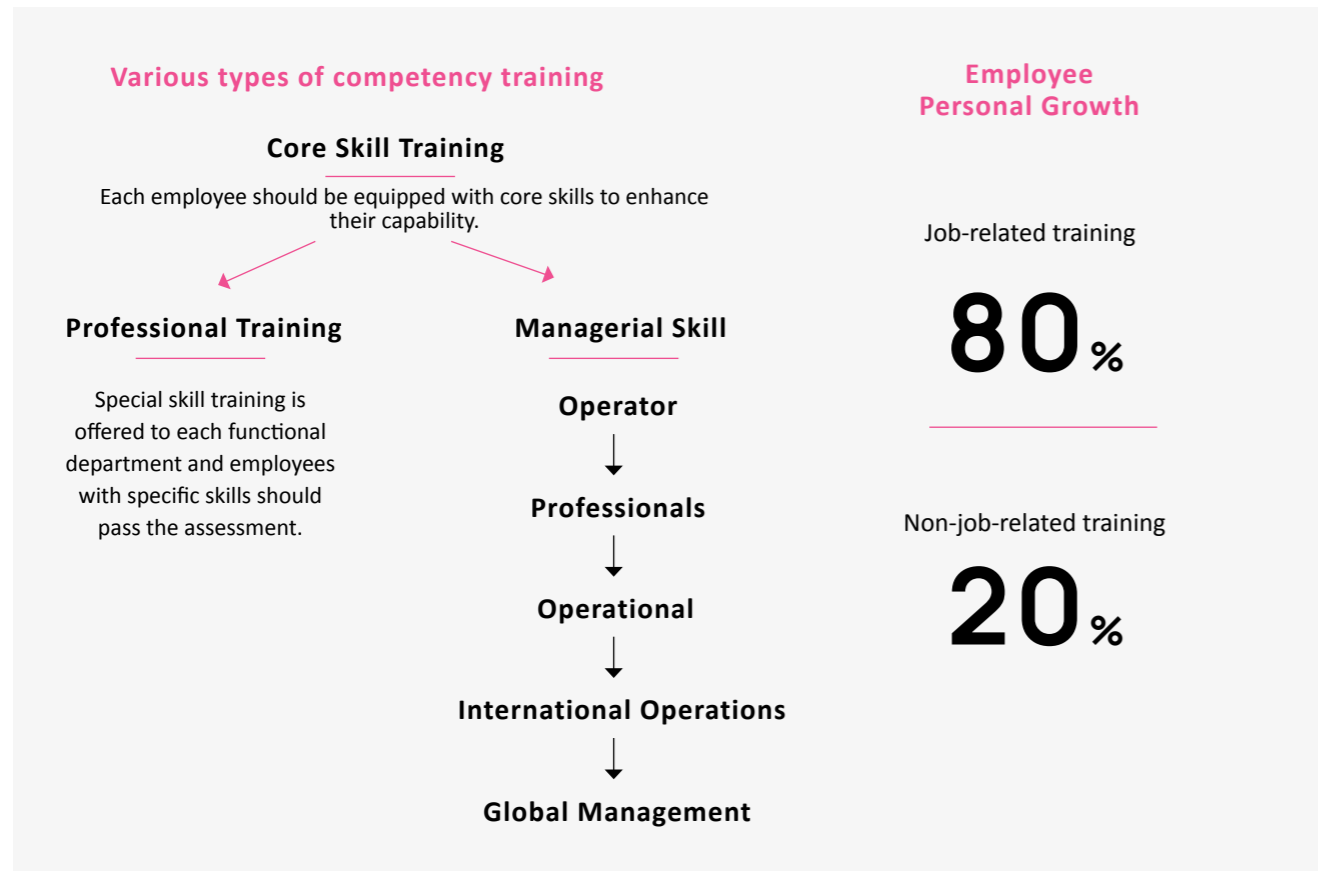 Various types of competency training
Core Skill Training
Each employee should be equipped with core skills to enhance
their capability.
Professional Training
Special skill training is
offered to each functional
department and employees
with specific skills should
pass the assessment.
Managerial Skill
Operator
Professionals
Operational
International Operations
Global Management
Employee
Personal Growth
Job-related training
80%
Non-job-related training
20%